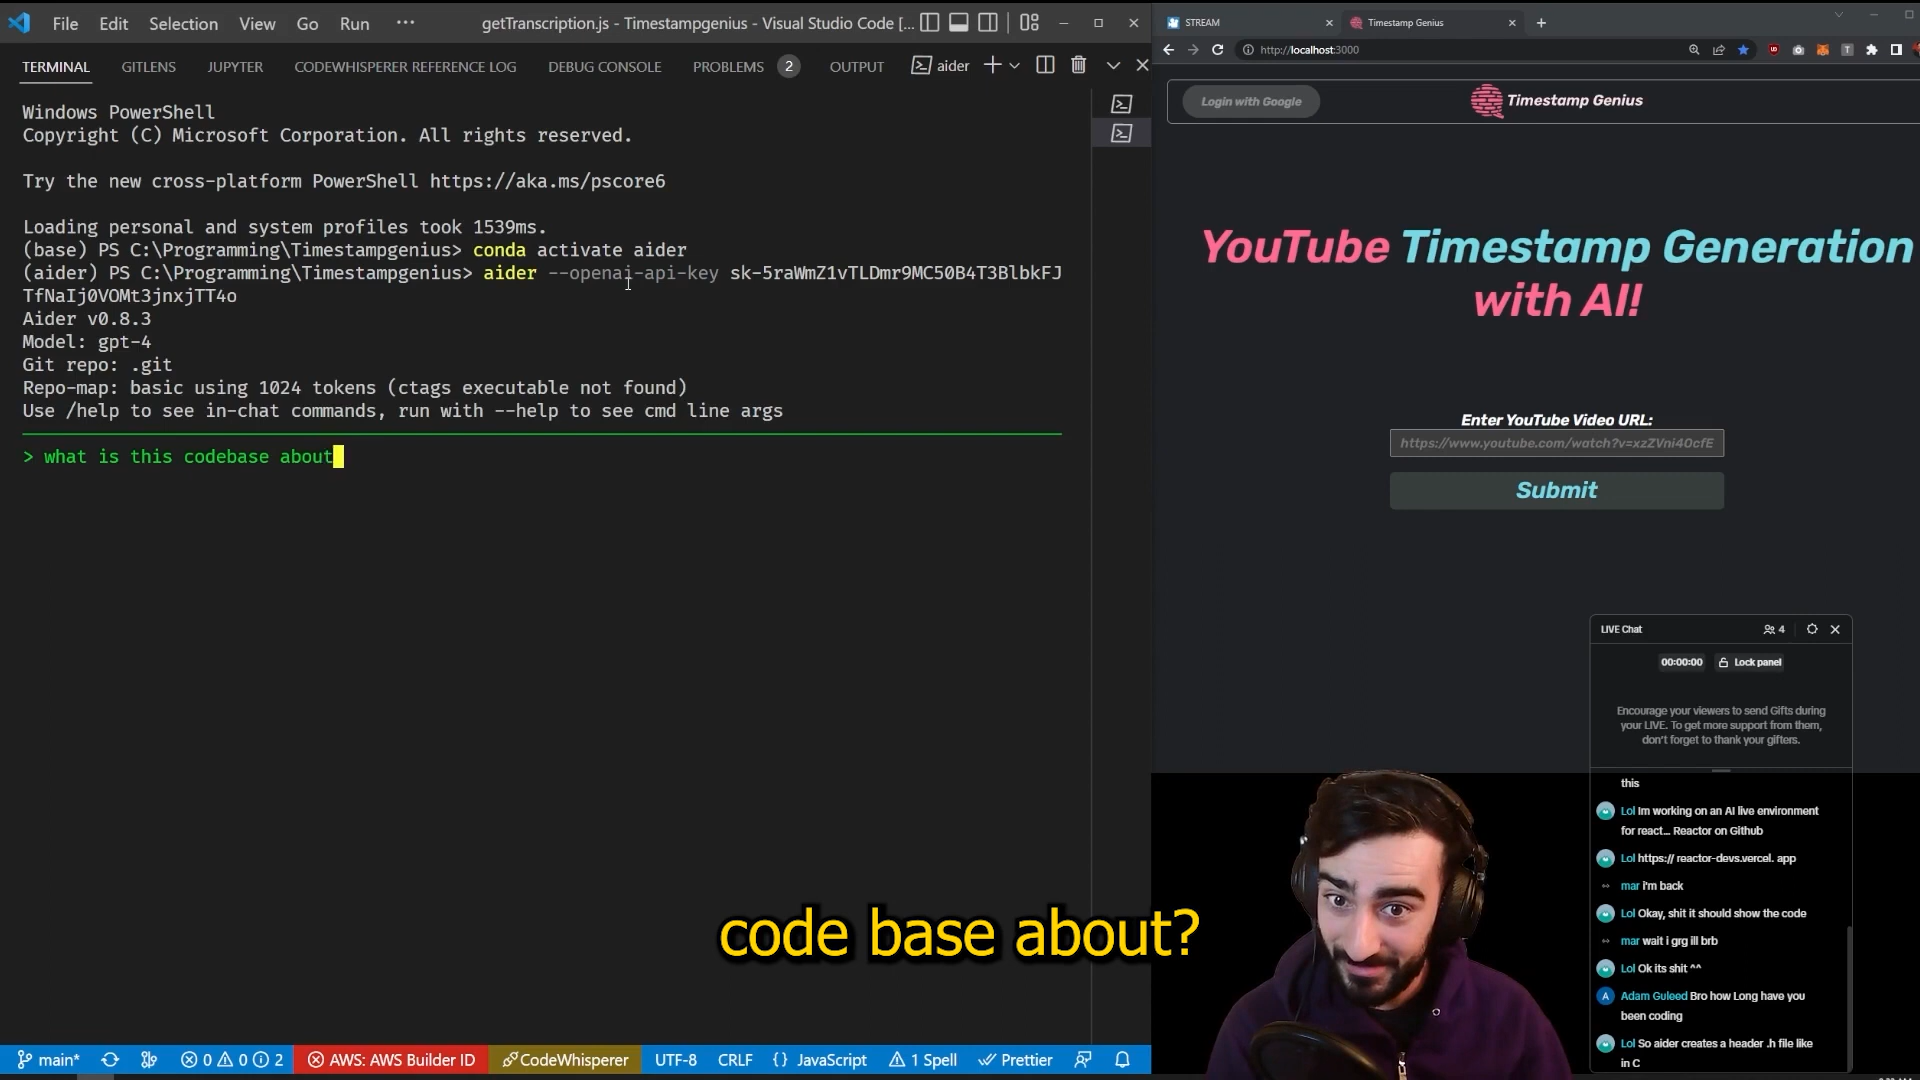 File Edit Selection View Go Run ··· getTranscription.js - Timestampgenius - Visual Studio Code [...
TERMINAL GITLENS JUPYTER CODEWHISPERER REFERENCE LOG DEBUG CONSOLE PROBLEMS 2 OUTPUT aider
Windows PowerShell
Copyright (C) Microsoft Corporation. All rights reserved.
Try the new cross-platform PowerShell https://aka.ms/pscore6
Loading personal and system profiles took 1539ms.
(base) PS C:\Programming\Timestampgenius> conda activate aider
(aider) PS C:\Programming\Timestampgenius> aider --openai-api-key sk-5raWmZ1vTLDmr9MC50B4T3BlbkFJ
TfNaIj0VOMt3jnxjTT4o
Aider v0.8.3
Model: gpt-4
Git repo: .git
Repo-map: basic using 1024 tokens (ctags executable not found)
Use /help to see in-chat commands, run with --help to see cmd line args
> what is this codebase about
main* 0 0 2 AWS: AWS Builder ID CodeWhisperer UTF-8 CRLF {} JavaScript 1 Spell Prettier
STREAM Timestamp Genius
http://localhost:3000
Login with Google Timestamp Genius
YouTube Timestamp Generation
with AI!
Enter YouTube Video URL:
https://www.youtube.com/watch?v=xzZVni4OcfE
Submit
LIVE Chat 4
00:00:00 Lock panel
Encourage your viewers to send Gifts during
your LIVE. To get more support from them,
don't forget to thank your gifters.
this
Lol Im working on an AI live environment
for react... Reactor on Github
Lol https:// reactor-devs.vercel. app
mar i'm back
Lol Okay, shit it should show the code
mar wait i grg ill brb
Lol Ok its shit ^^
A Adam Guleed Bro how Long have you
been coding
Lol So aider creates a header .h file like
in C
code base about?